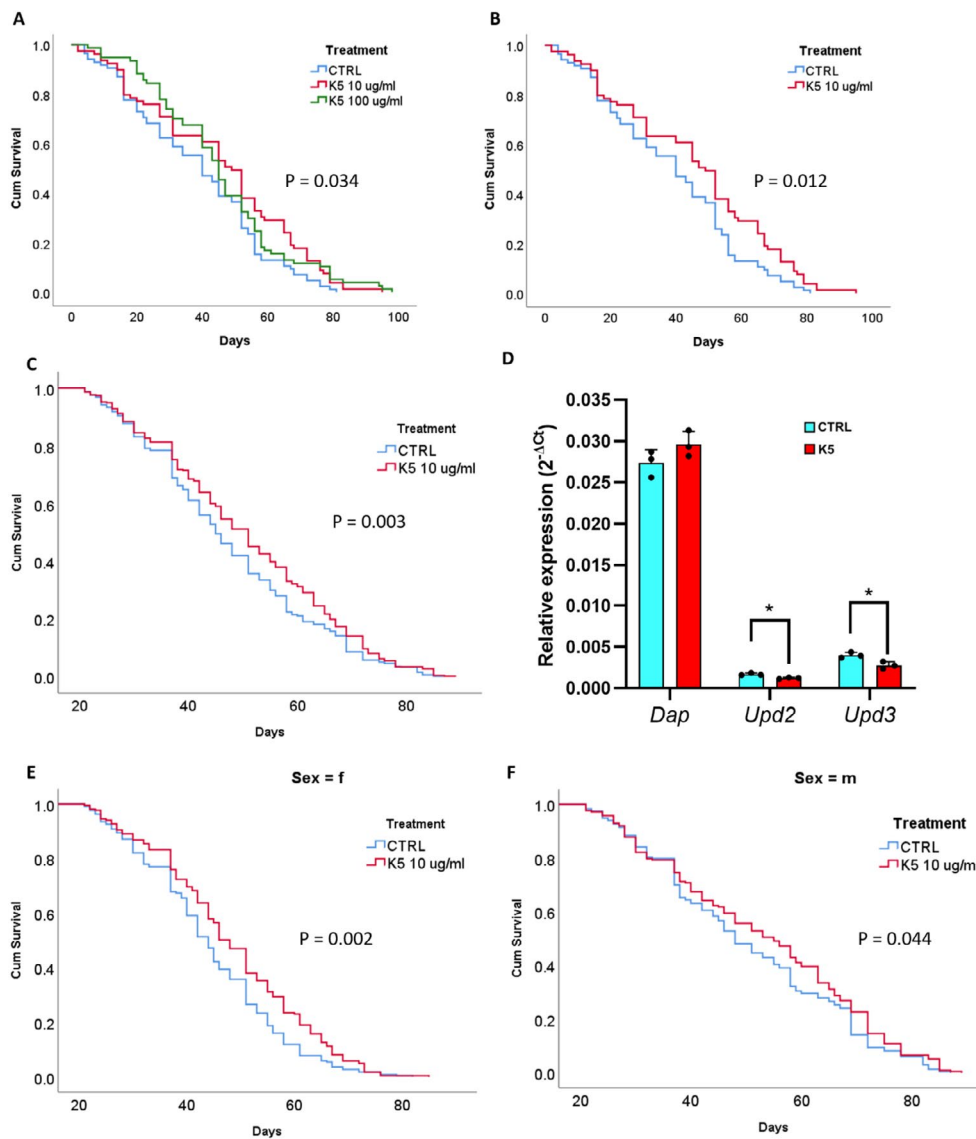 A
Treatment
CTRL
K5 10 ug/ml
K5 100 ug/ml
P = 0.034
Cum Survival
1.0
0.8
0.6
0.4
0.2
0.0
0 20 40 60 80 100
Days
B
Treatment
CTRL
K5 10 ug/ml
P = 0.012
Cum Survival
1.0
0.8
0.6
0.4
0.2
0.0
0 20 40 60 80 100
Days
C
Treatment
CTRL
K5 10 ug/ml
P = 0.003
Cum Survival
1.0
0.8
0.6
0.4
0.2
0.0
20 40 60 80
Days
D
CTRL
K5
Relative expression (2^-ΔCt)
0.040
0.035
0.030
0.025
0.020
0.015
0.010
0.005
0.000
*
*
Dap Upd2 Upd3
E
Sex = f
Treatment
CTRL
K5 10 ug/ml
P = 0.002
Cum Survival
1.0
0.8
0.6
0.4
0.2
0.0
20 40 60 80
Days
F
Sex = m
Treatment
CTRL
K5 10 ug/m
P = 0.044
Cum Survival
1.0
0.8
0.6
0.4
0.2
0.0
20 40 60 80
Days